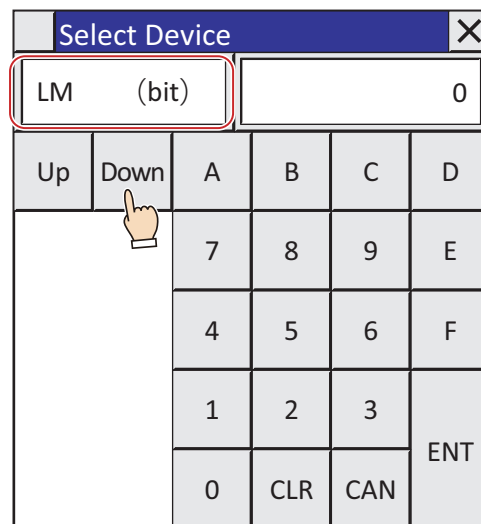 Select Device ×
LM （bit） 0
Up Down A B C D
7 8 9 E
4 5 6 F
1 2 3
ENT
0 CLR CAN